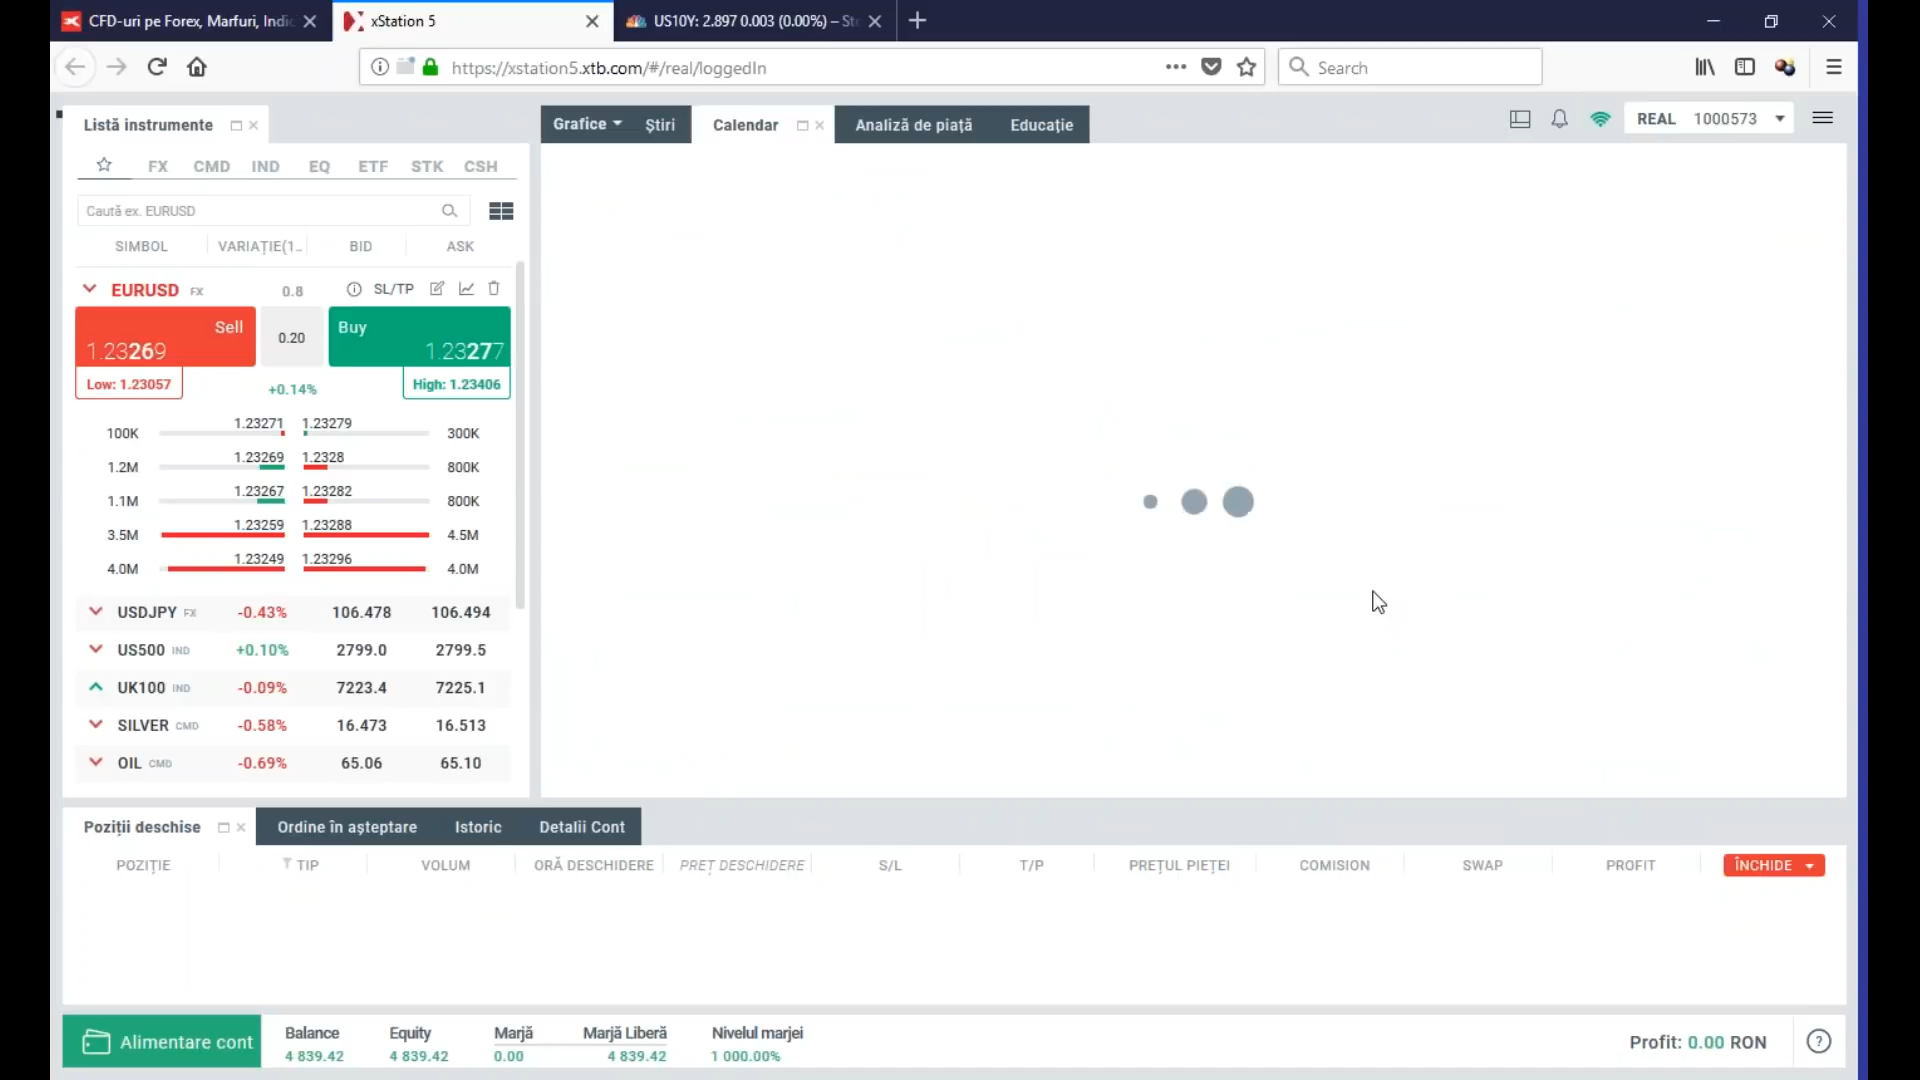 CFD-uri pe Forex, Marfuri, Indic
xStation 5
US10Y: 2.897 0.003 (0.00%) – Sto
https://xstation5.xtb.com/#/real/loggedIn
Search
Listă instrumente
Grafice
Știri
Calendar
Analiză de piață
Educație
REAL 1000573
FX CMD IND EQ ETF STK CSH
Caută ex. EURUSD
SIMBOL VARIAȚIE(1... BID ASK
EURUSD FX 0.8 SL/TP
Sell 1.23269
0.20
Buy 1.23277
Low: 1.23057 +0.14% High: 1.23406
100K 1.23271 1.23279 300K
1.2M 1.23269 1.2328 800K
1.1M 1.23267 1.23282 800K
3.5M 1.23259 1.23288 4.5M
4.0M 1.23249 1.23296 4.0M
USDJPY FX -0.43% 106.478 106.494
US500 IND +0.10% 2799.0 2799.5
UK100 IND -0.09% 7223.4 7225.1
SILVER CMD -0.58% 16.473 16.513
OIL CMD -0.69% 65.06 65.10
Poziții deschise
Ordine în așteptare
Istoric
Detalii Cont
POZIȚIE TIP VOLUM ORĂ DESCHIDERE PREȚ DESCHIDERE S/L T/P PREȚUL PIEȚEI COMISION SWAP PROFIT ÎNCHIDE
Alimentare cont
Balance Equity Marjă Marjă Liberă Nivelul marjei
4 839.42 4 839.42 0.00 4 839.42 1 000.00%
Profit: 0.00 RON
?